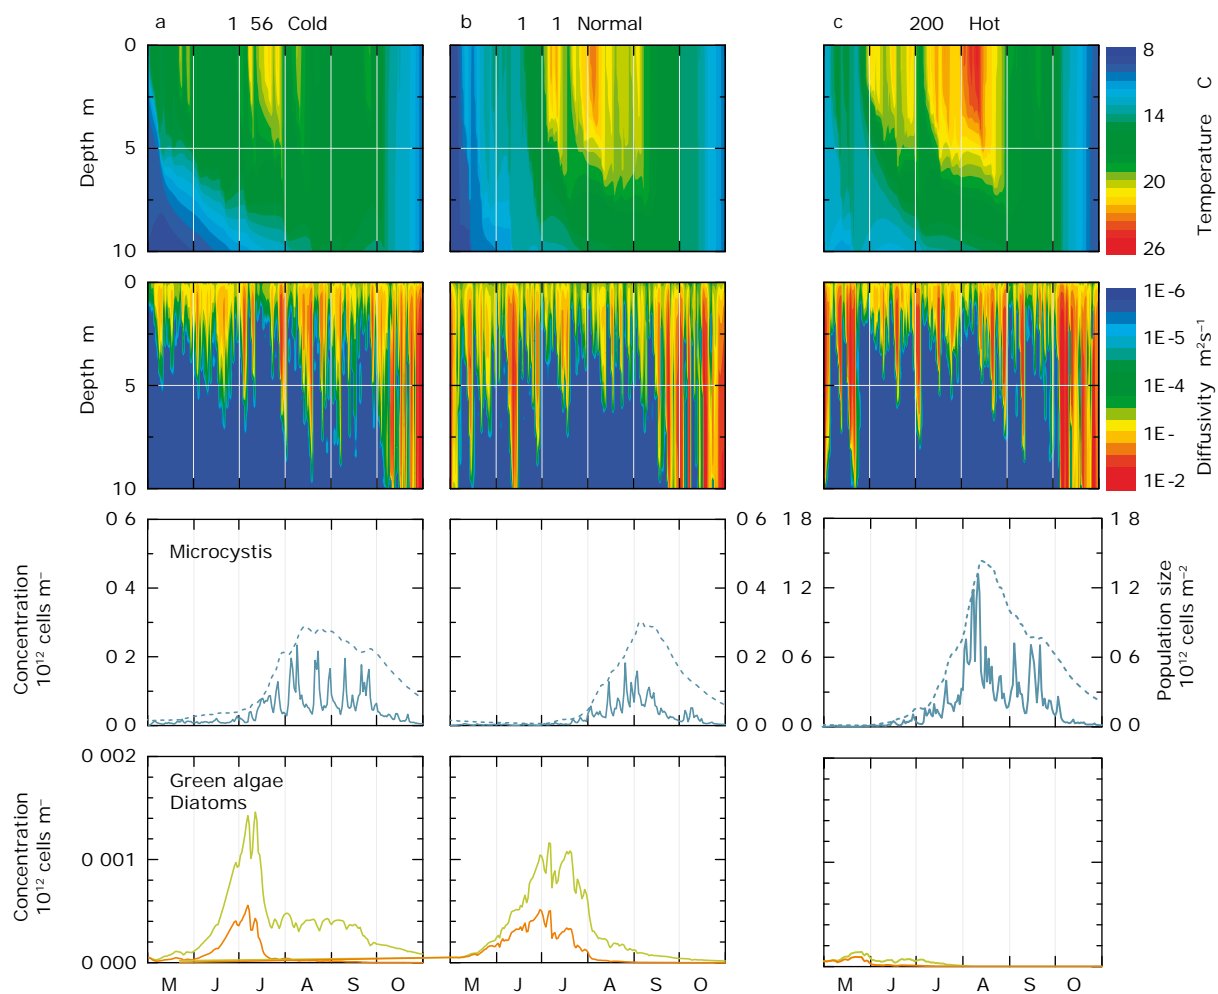 a 1 56 Cold
b 1 1 Normal
c 200 Hot
0
5
10
Depth m
8
14
20
26
Temperature C
0
5
10
Depth m
1E-6
1E-5
1E-4
1E-
1E-2
Diffusivity m²s⁻¹
0 6
0 4
0 2
0 0
Concentration
10¹² cells m⁻
Microcystis
0 6
0 4
0 2
0 0
1 8
1 2
0 6
0 0
1 8
1 2
0 6
0 0
Population size
10¹² cells m⁻²
0 002
0 001
0 000
Concentration
10¹² cells m⁻
Green algae
Diatoms
M J J A S O
M J J A S O
M J J A S O